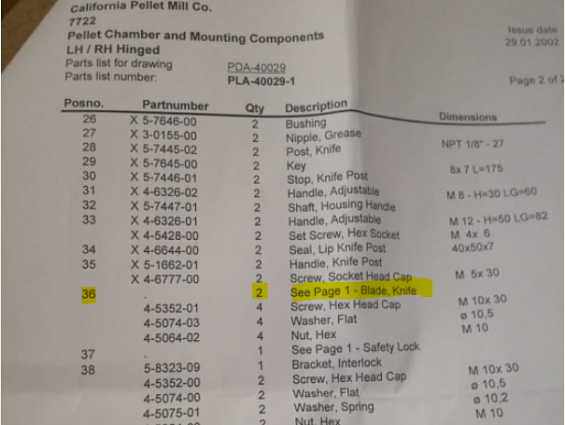 California Pellet Mill Co.
7722
Pellet Chamber and Mounting Components
LH / RH Hinged
Issue date
29.01.2002
Parts list for drawing PDA-40029
Parts list number: PLA-40029-1
Page 2 of 2
Posno. Partnumber Qty Description Dimensions
26 X 5-7646-00 2 Bushing
27 X 3-0155-00 2 Nipple, Grease NPT 1/8" - 27
28 X 5-7445-02 2 Post, Knife
29 X 5-7645-00 2 Key 8x 7 L=175
30 X 5-7446-01 2 Stop, Knife Post
31 X 4-6326-02 2 Handle, Adjustable M 8 - H=30 LG=60
32 X 5-7447-01 2 Shaft, Housing Handle
33 X 4-6326-01 2 Handle, Adjustable M 12 - H=50 LG=82
X 4-5428-00 2 Set Screw, Hex Socket M 4x 6
34 X 4-6644-00 2 Seal, Lip Knife Post 40x50x7
35 X 5-1662-01 2 Handle, Knife Post
X 4-6777-00 2 Screw, Socket Head Cap M 5x 30
36 . 2 See Page 1 - Blade, Knife
4-5352-01 4 Screw, Hex Head Cap M 10x 30
4-5074-03 4 Washer, Flat ø 10,5
4-5064-02 4 Nut, Hex M 10
37 . 1 See Page 1 - Safety Lock
38 5-8323-09 1 Bracket, Interlock
4-5352-00 2 Screw, Hex Head Cap M 10x 30
4-5074-00 2 Washer, Flat ø 10,5
4-5075-01 2 Washer, Spring ø 10,2
2 Nut, Hex M 10